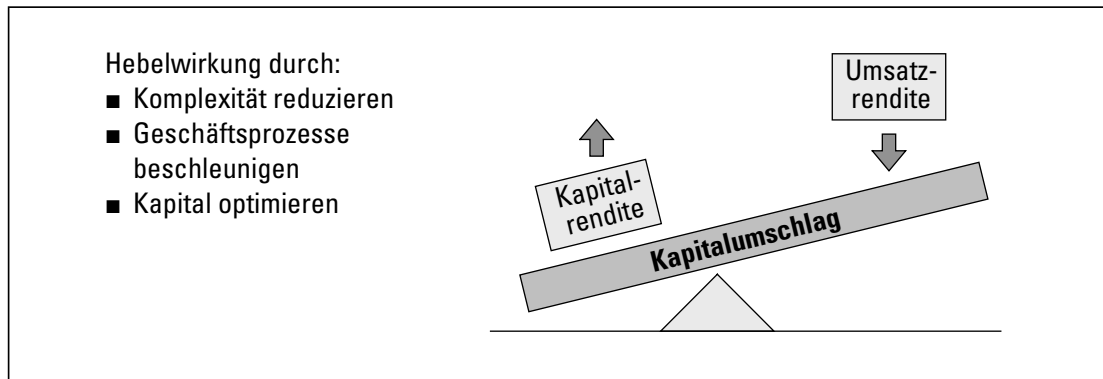 Hebelwirkung durch:
■ Komplexität reduzieren
■ Geschäftsprozesse
beschleunigen
■ Kapital optimieren
Umsatz-
rendite
Kapital-
rendite
Kapitalumschlag